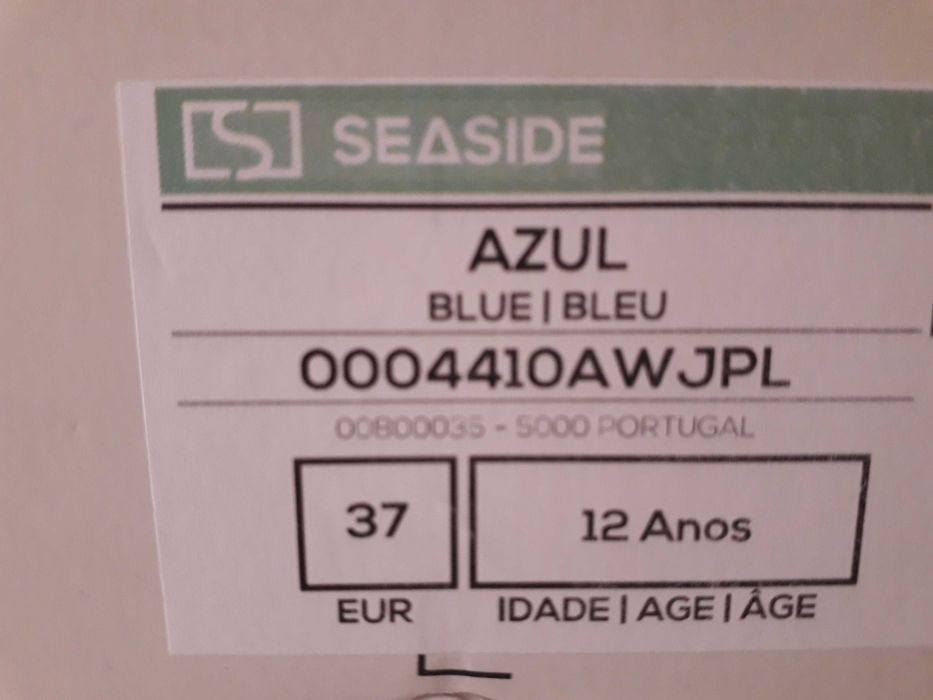 SEASIDE
AZUL
BLUE | BLEU
0004410AWJPL
00800035 - 5000 PORTUGAL
37
12 Anos
EUR
IDADE | AGE | ÂGE